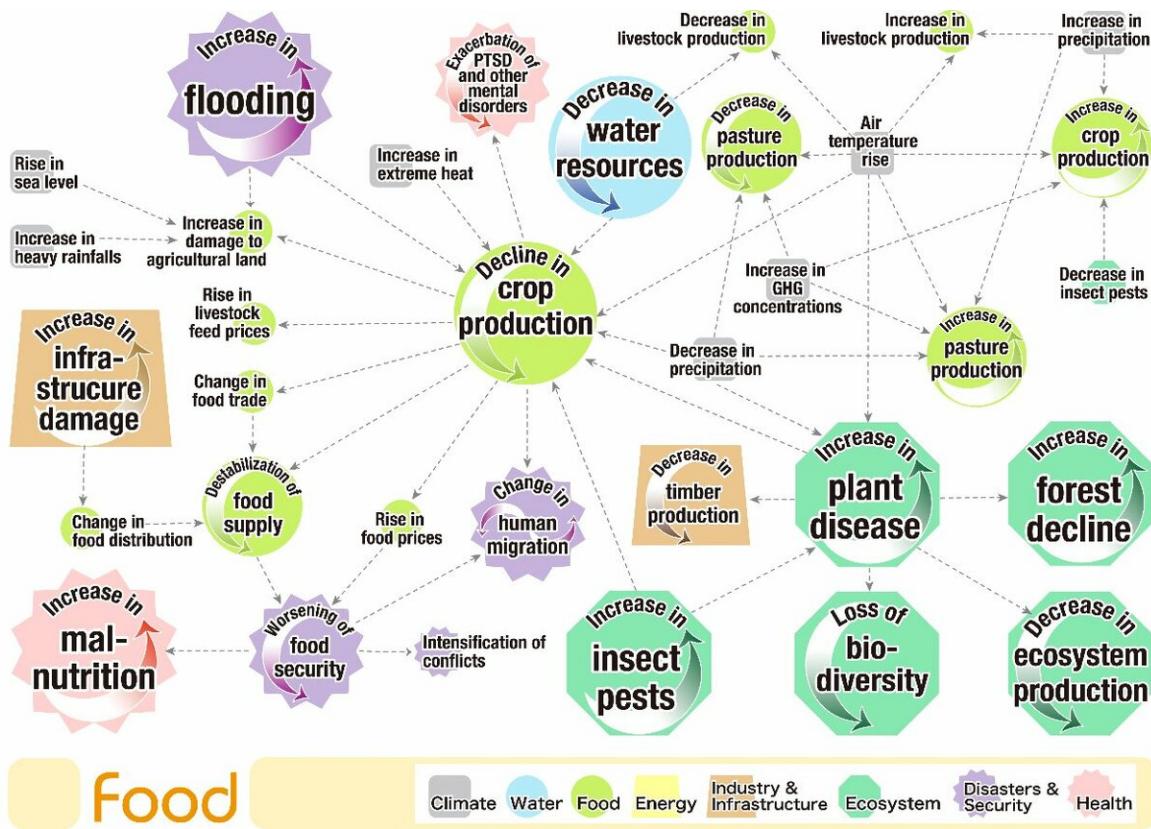 Increase in
flooding
Exacerbation of
PTSD
and other
mental
disorders
Decrease in
livestock production
Increase in
livestock production
Increase in
precipitation
Decrease in
water
resources
Decrease in
pasture
production
Air
temperature
rise
Increase in
crop
production
Rise in
sea level
Increase in
extreme heat
Increase in
heavy rainfalls
Increase in
damage to
agricultural land
Decline in
crop
production
Increase in
GHG
concentrations
Decrease in
insect pests
Rise in
livestock
feed prices
Increase in
infra-
strucure
damage
Change in
food trade
Decrease in
precipitation
Increase in
pasture
production
Destabilization of
food
supply
Change in
food distribution
Rise in
food prices
Change in
human
migration
Decrease in
timber
production
Increase in
plant
disease
Increase in
forest
decline
Increase in
mal-
nutrition
Worsening of
food
security
Intensification of
conflicts
Increase in
insect
pests
Loss of
bio-
diversity
Decrease in
ecosystem
production
Food
Climate
Water
Food
Energy
Industry &
Infrastructure
Ecosystem
Disasters &
Security
Health